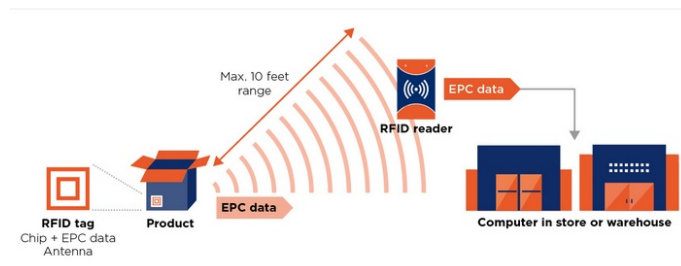 Max. 10 feet
range
EPC data
RFID reader
RFID tag
Chip + EPC data
Antenna
Product
EPC data
Computer in store or warehouse